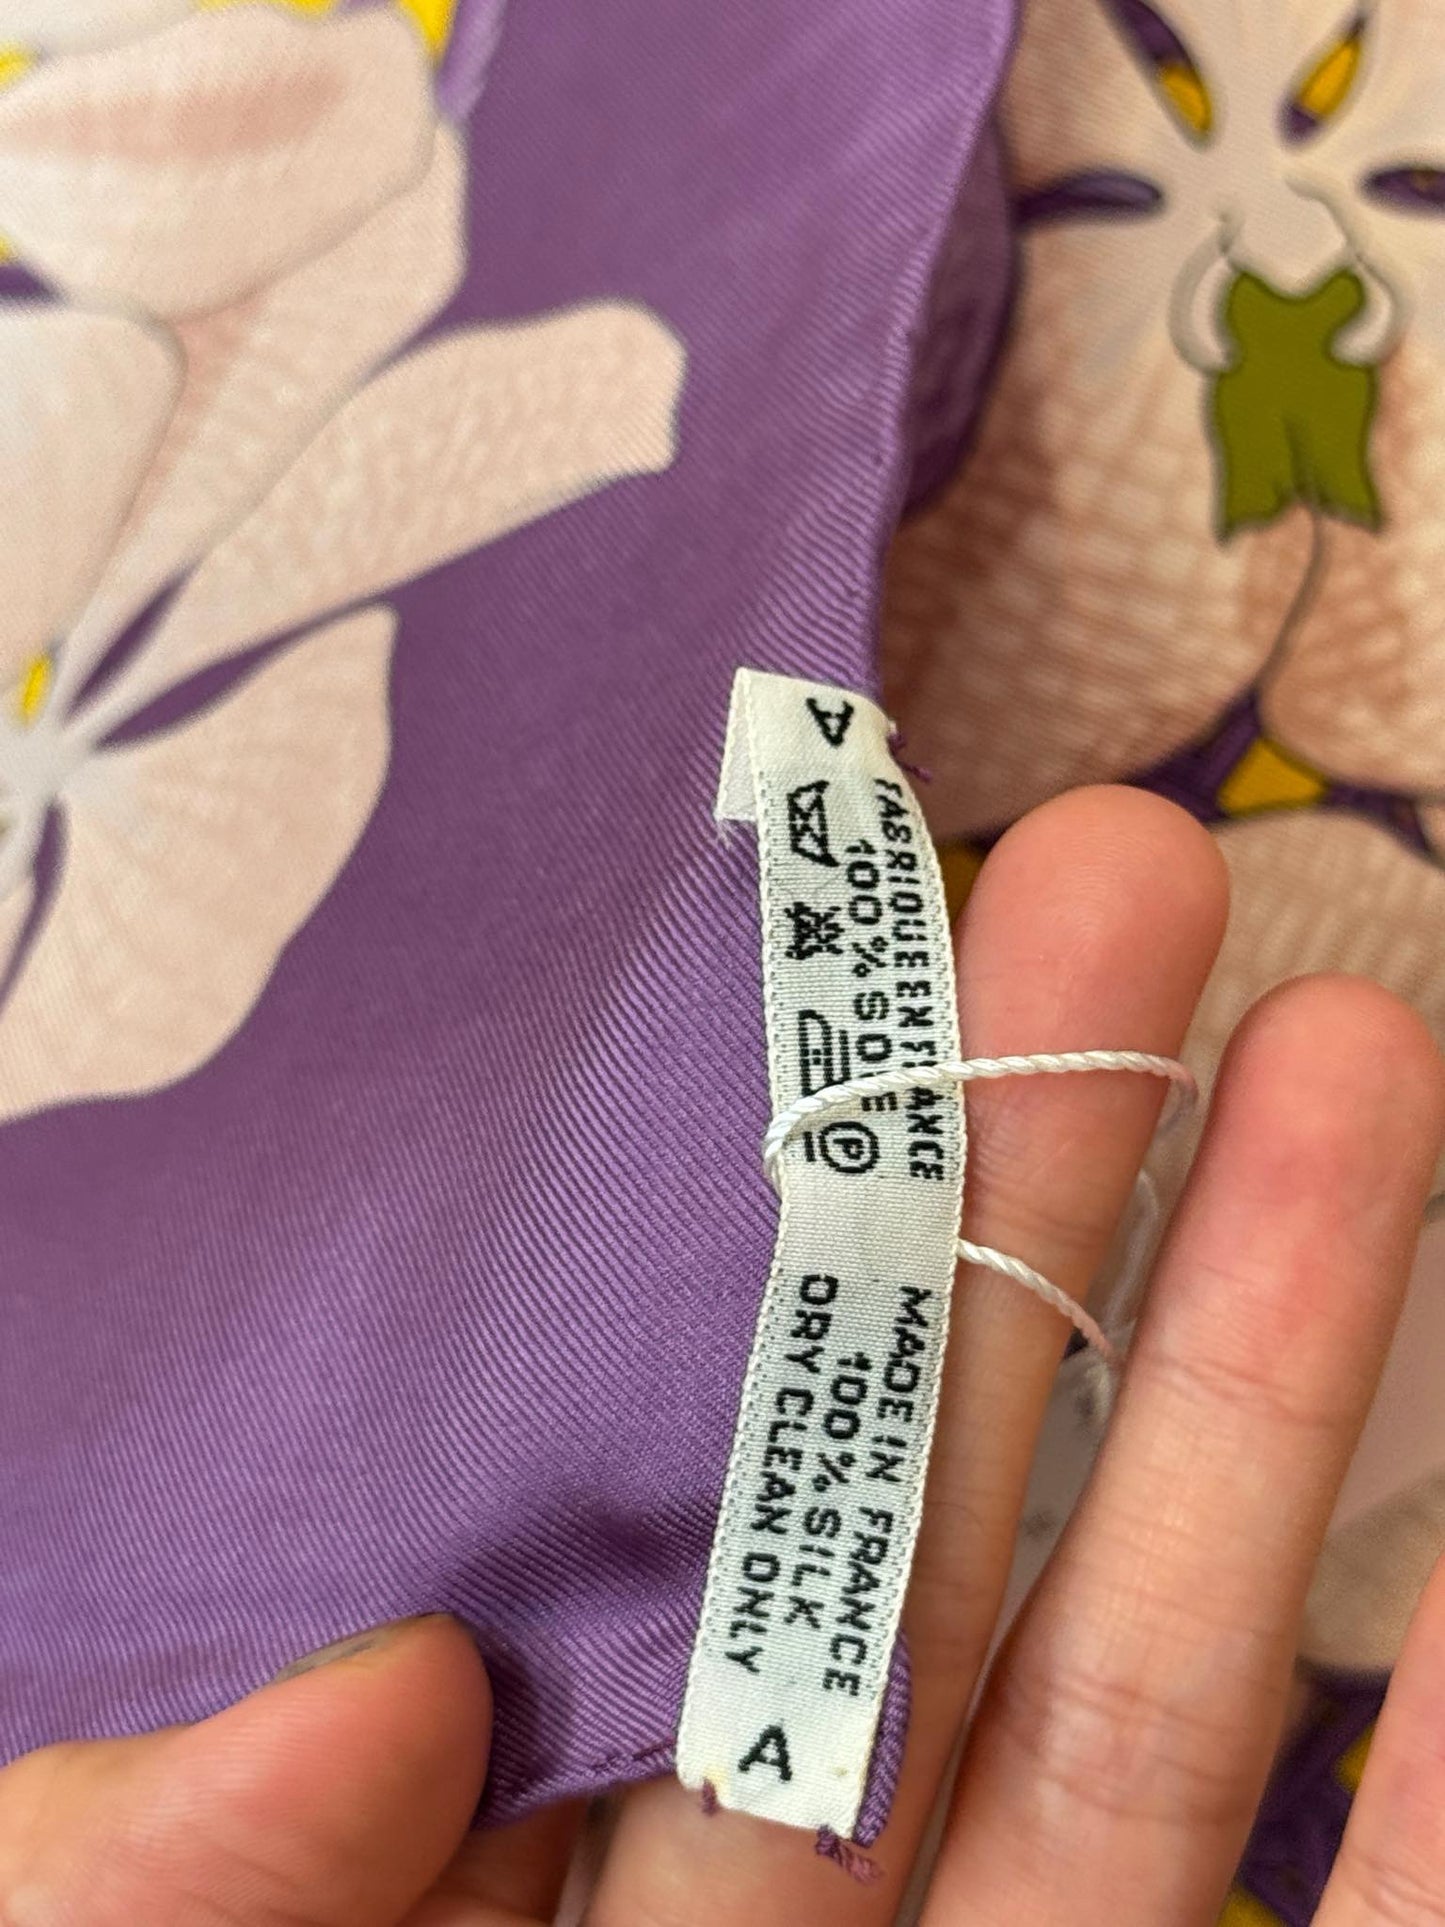 A
FABRIQUE EN FRANCE
100% SOIE
P
MADE IN FRANCE
100% SILK
DRY CLEAN ONLY
A